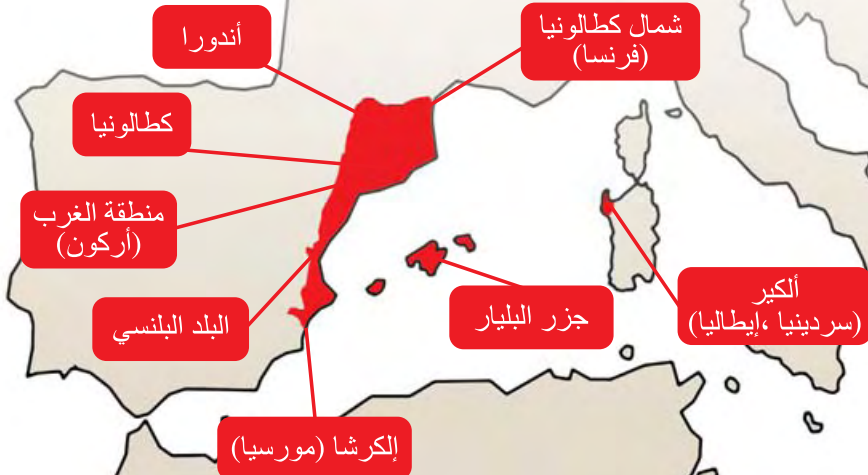 شمال كطالونيا
(فرنسا)
أندورا
كطالونيا
منطقة الغرب
(أركون)
ألكير
(سردينيا ،إيطاليا)
جزر البليار
البلد البلنسي
إلكرشا (مورسيا)